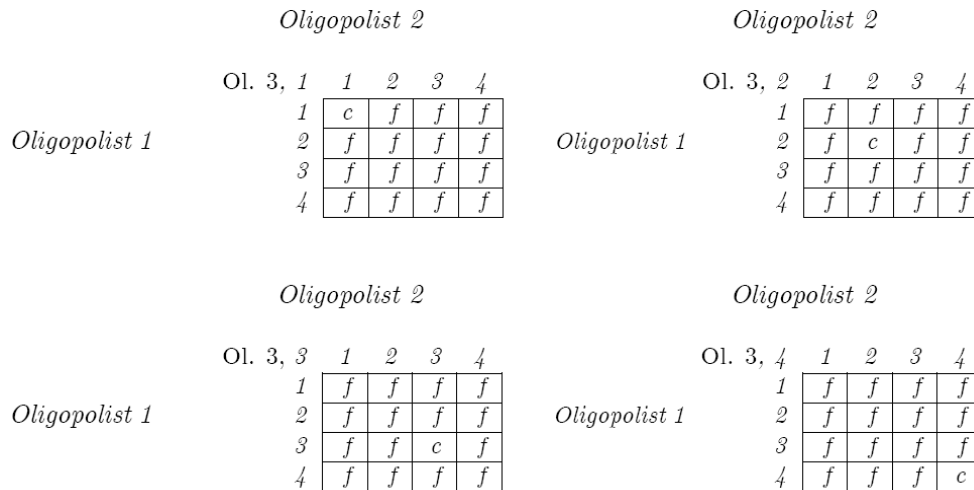 Oligopolist 2 Oligopolist 2
Ol. 3, 1 1 2 3 4 Ol. 3, 2 1 2 3 4
1 c f f f 1 f f f f
Oligopolist 1 2 f f f f Oligopolist 1 2 f c f f
3 f f f f 3 f f f f
4 f f f f 4 f f f f
Oligopolist 2 Oligopolist 2
Ol. 3, 3 1 2 3 4 Ol. 3, 4 1 2 3 4
1 f f f f 1 f f f f
Oligopolist 1 2 f f f f Oligopolist 1 2 f f f f
3 f f c f 3 f f f f
4 f f f f 4 f f f c